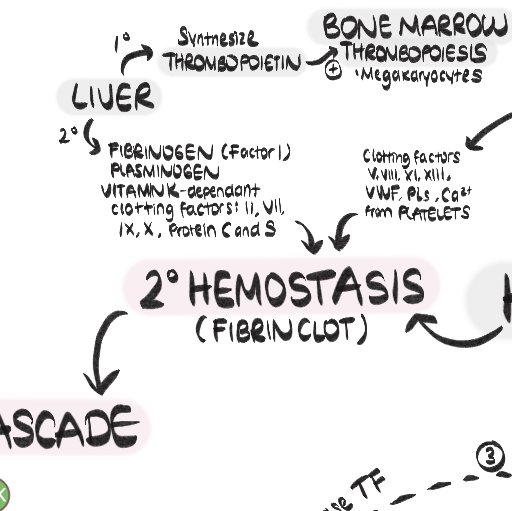 BONE MARROW
1° Synthesize THROMBOPOIESIS
THROMBOPOIETIN + • Megakaryocytes
LIVER
2°
FIBRINOGEN (Factor I)
PLASMINOGEN
VITAMIN K-dependant
clotting factors: II, VII,
IX, X, Protein C and S
Clotting factors
V, VIII, XI, XIII,
VWF, PLs, Ca²⁺
from PLATELETS
2° HEMOSTASIS
(FIBRIN CLOT)
ASCADE
3
TF